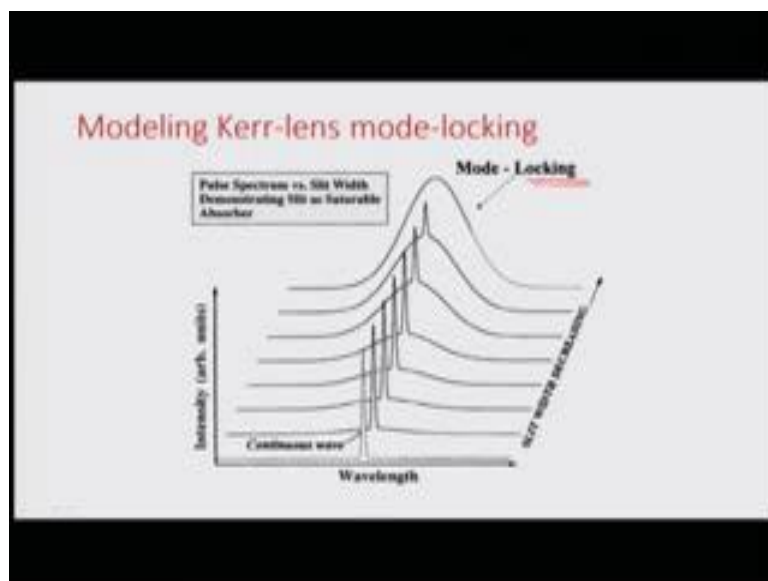 Modeling Kerr-lens mode-locking
Mode - Locking
Pulse Spectrum vs. Slit Width
Demonstrating Slit as Saturable
Absorber
Intensity (arb. units)
SLIT WIDTH DECREASING
Continuous wave
Wavelength